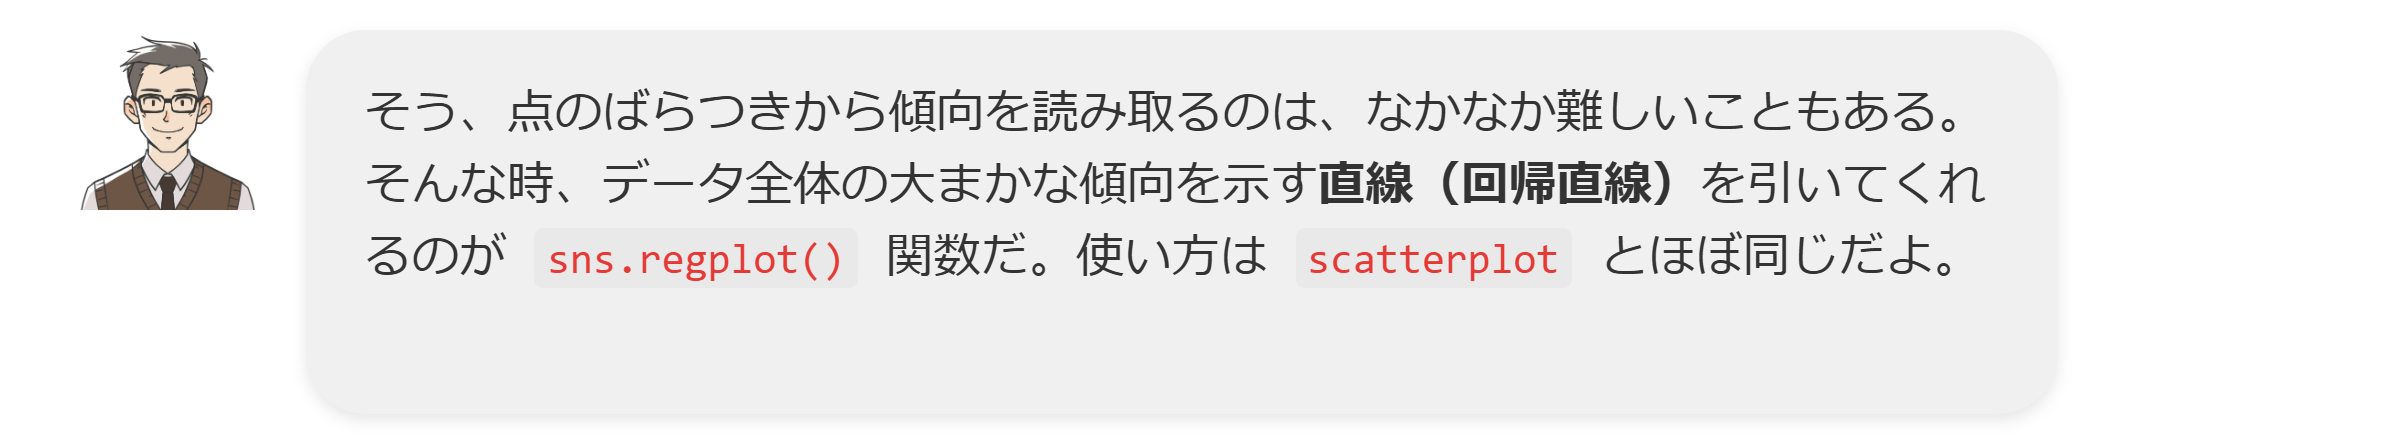 そう、点のばらつきから傾向を読み取るのは、なかなか難しいこともある。
そんな時、データ全体の大まかな傾向を示す直線（回帰直線）を引いてくれ
るのが sns.regplot() 関数だ。使い方は scatterplot とほぼ同じだよ。